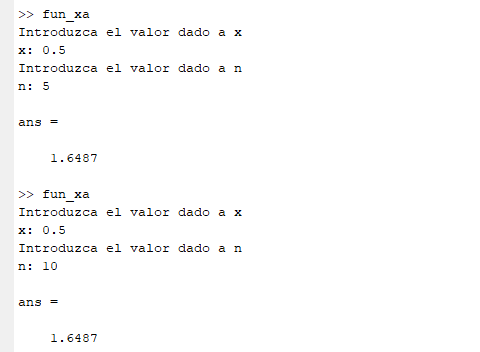 >> fun_xa
Introduzca el valor dado a x
x: 0.5
Introduzca el valor dado a n
n: 5
ans =
1.6487
>> fun_xa
Introduzca el valor dado a x
x: 0.5
Introduzca el valor dado a n
n: 10
ans =
1.6487